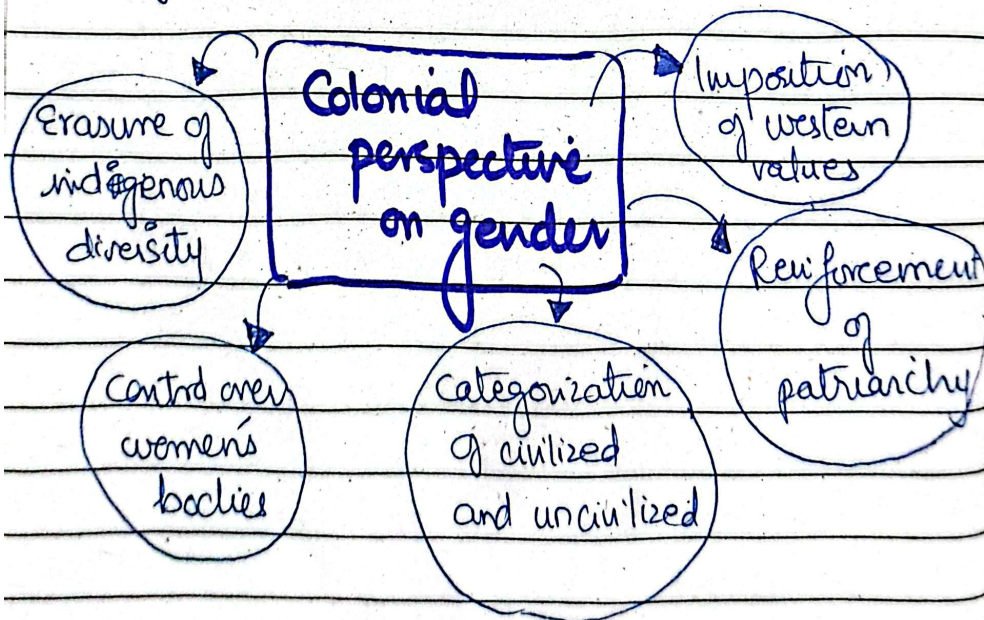 Colonial
perspective
on gender
Erasure of
indigenous
diversity
Imposition
of western
values
Reinforcement
of
patriarchy
Control over
women's
bodies
Categorization
of civilized
and uncivilized